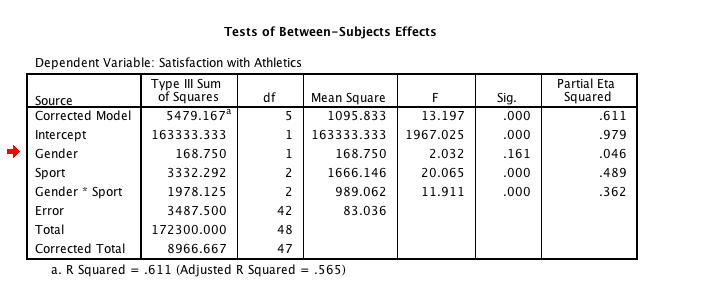 Tests of Between-Subjects Effects
Dependent Variable: Satisfaction with Athletics
Source Type III Sum of Squares df Mean Square F Sig. Partial Eta Squared
Corrected Model 5479.167a 5 1095.833 13.197 .000 .611
Intercept 163333.333 1 163333.333 1967.025 .000 .979
Gender 168.750 1 168.750 2.032 .161 .046
Sport 3332.292 2 1666.146 20.065 .000 .489
Gender * Sport 1978.125 2 989.062 11.911 .000 .362
Error 3487.500 42 83.036
Total 172300.000 48
Corrected Total 8966.667 47
a. R Squared = .611 (Adjusted R Squared = .565)